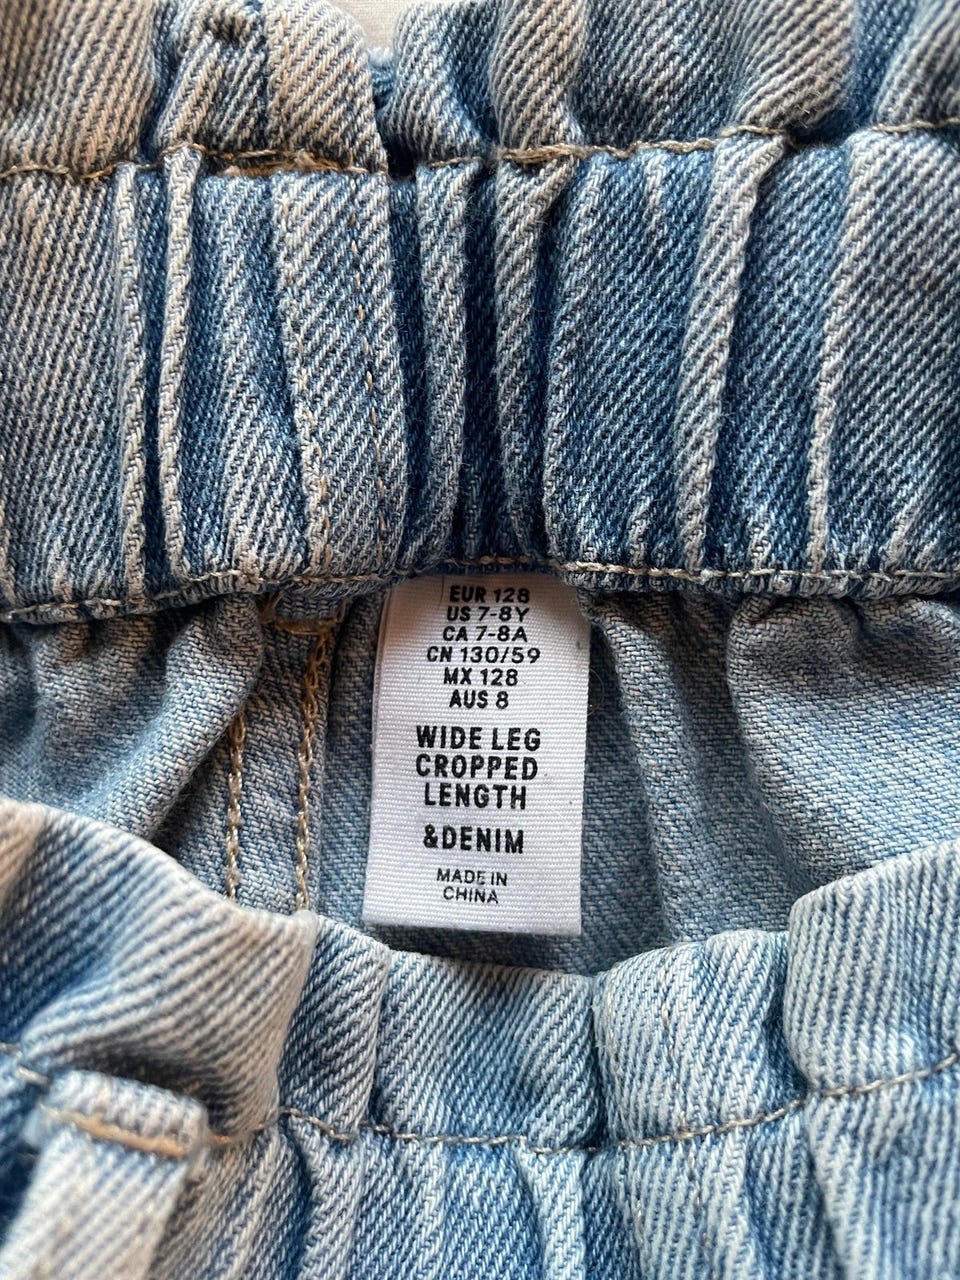 EUR 128
US 7-8Y
CA 7-8A
CN 130/59
MX 128
AUS 8
WIDE LEG
CROPPED
LENGTH
&DENIM
MADE IN
CHINA